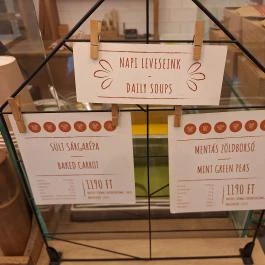 NAPI LEVESEINK
-
DAILY SOUPS
SÜLT SÁRGARÉPA
-
BAKED CARROT
1190 FT
MENTÁS ZÖLDBORSÓ
-
MINT GREEN PEAS
1190 FT